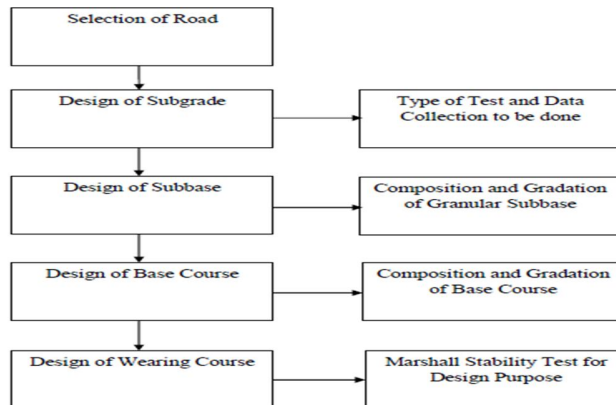 Selection of Road
Design of Subgrade
Type of Test and Data
Collection to be done
Design of Subbase
Composition and Gradation
of Granular Subbase
Design of Base Course
Composition and Gradation
of Base Course
Design of Wearing Course
Marshall Stability Test for
Design Purpose